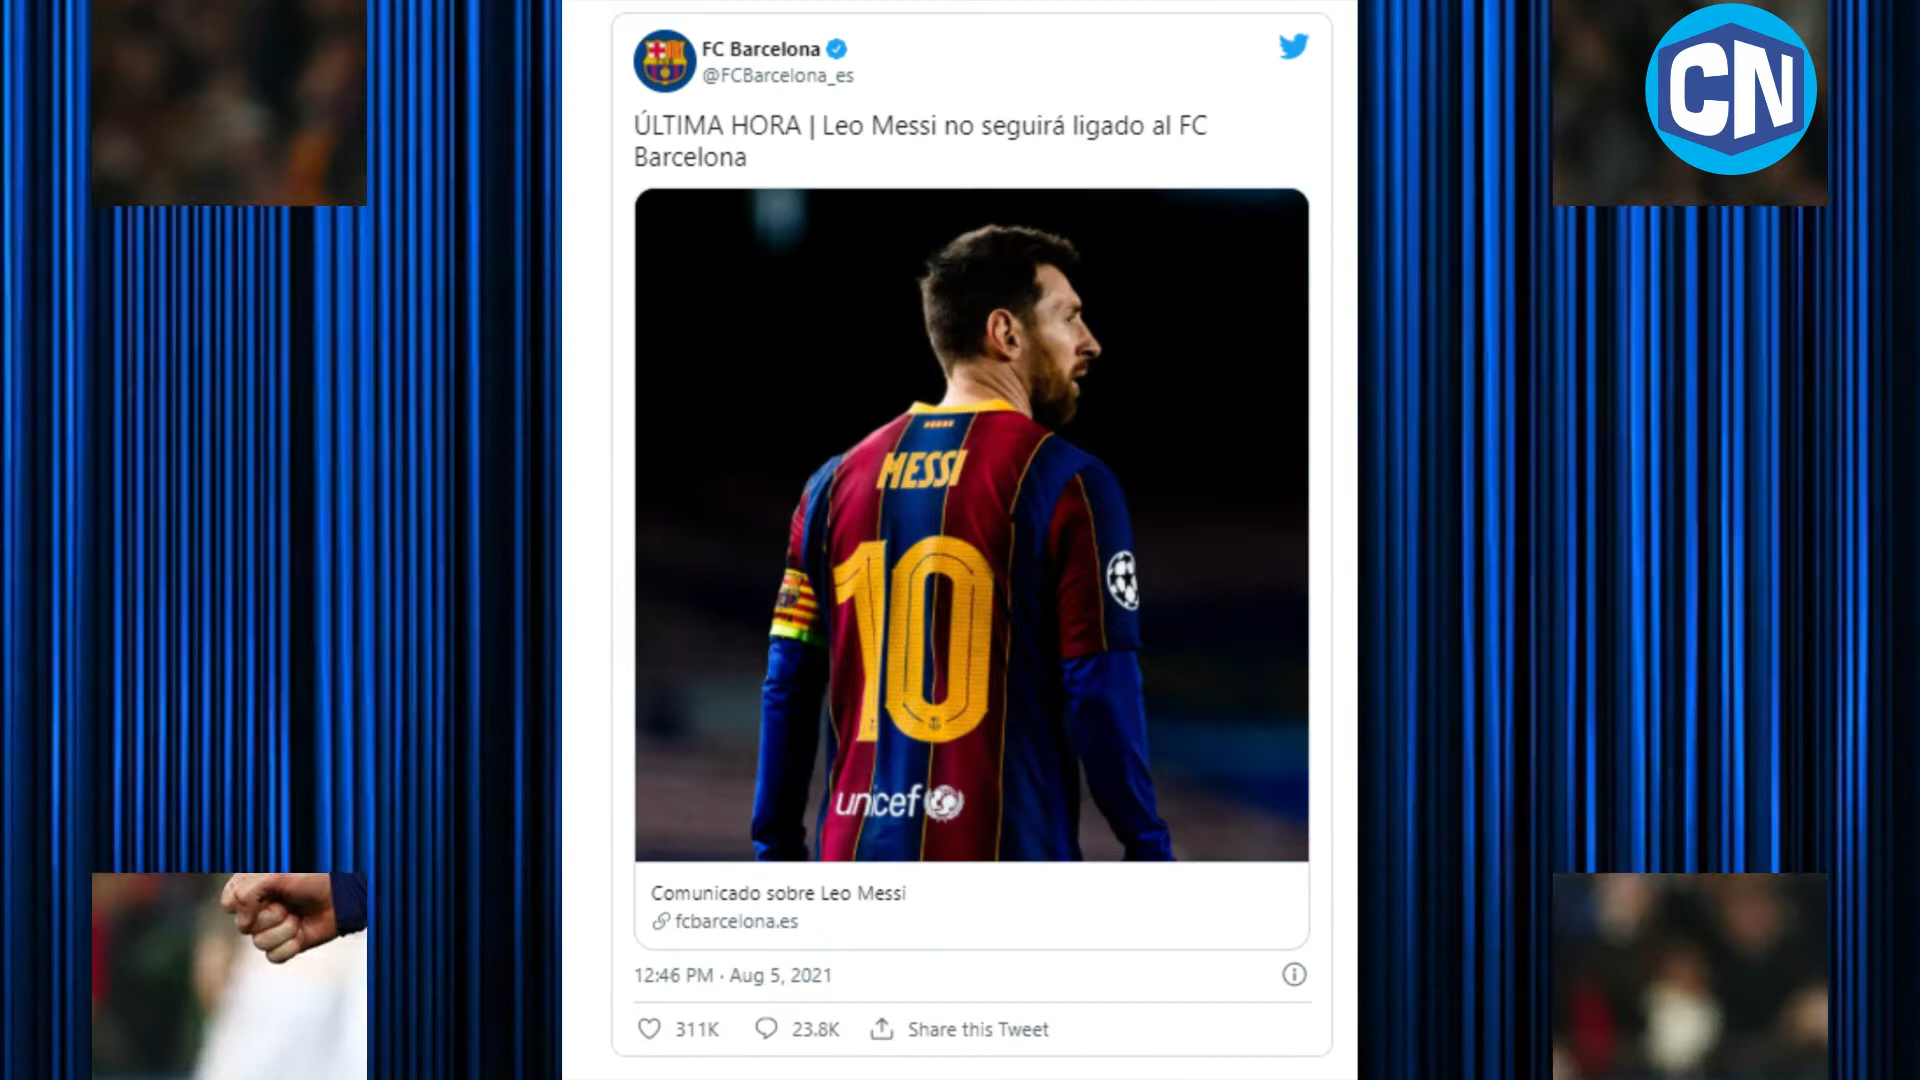 FC Barcelona
@FCBarcelona_es
CN
ÚLTIMA HORA | Leo Messi no seguirá ligado al FC
Barcelona
MESSI
10
unicef
Comunicado sobre Leo Messi
fcbarcelona.es
12:46 PM · Aug 5, 2021
311K 23.8K Share this Tweet